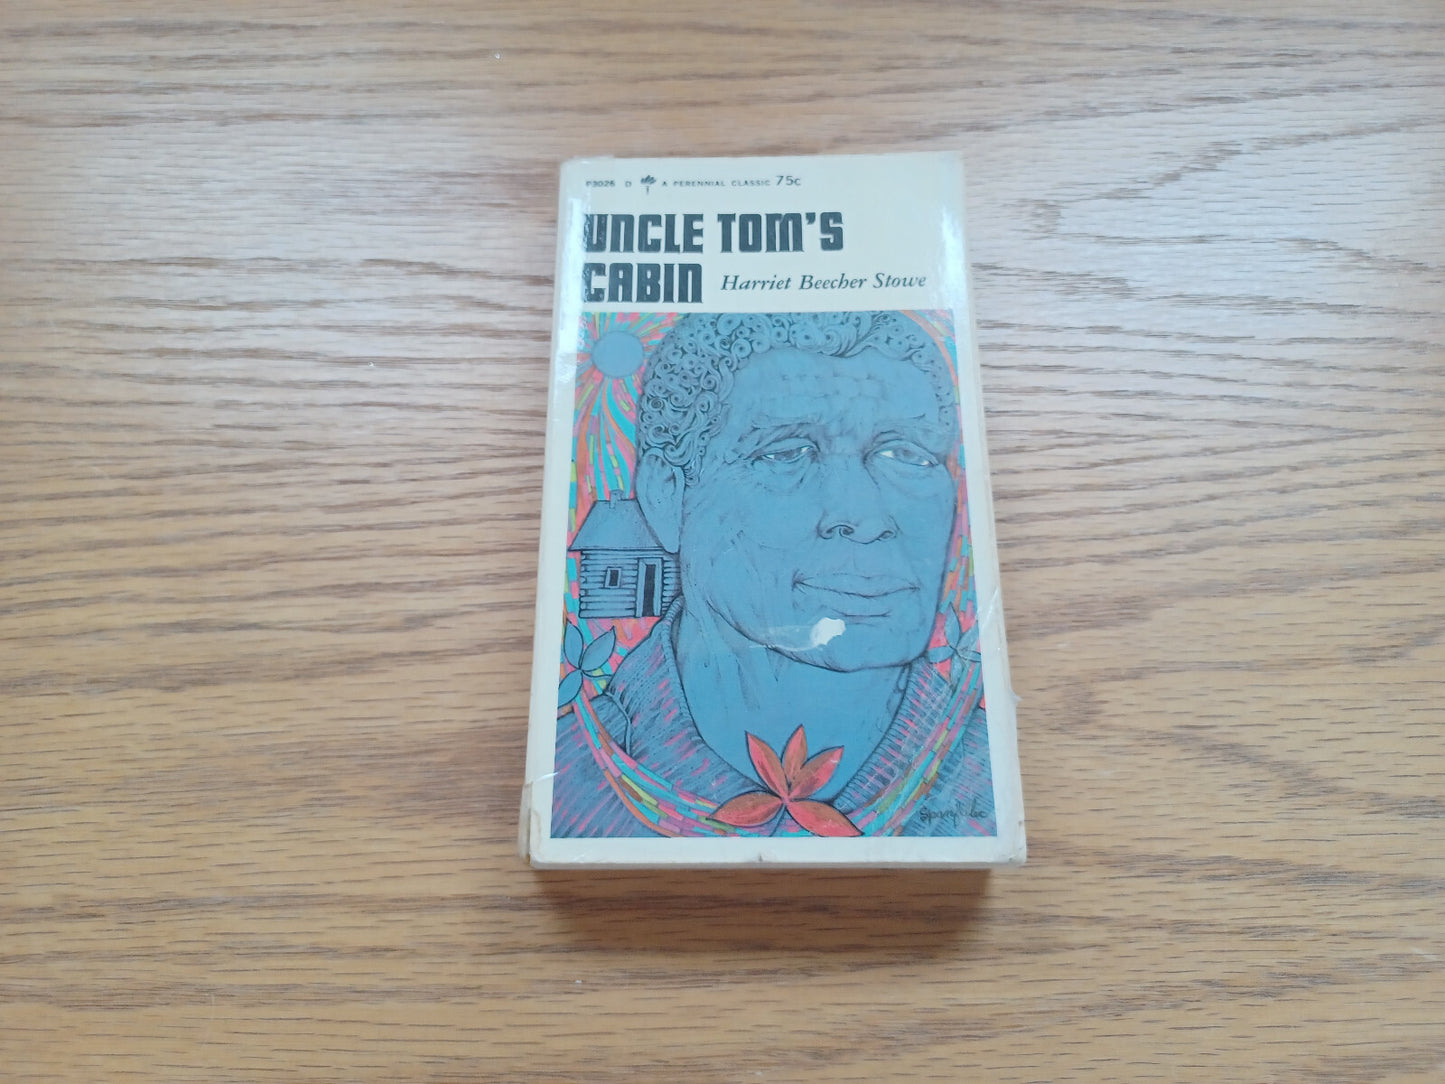 P3026 D A PERENNIAL CLASSIC 75c
UNCLE TOM'S
CABIN Harriet Beecher Stowe